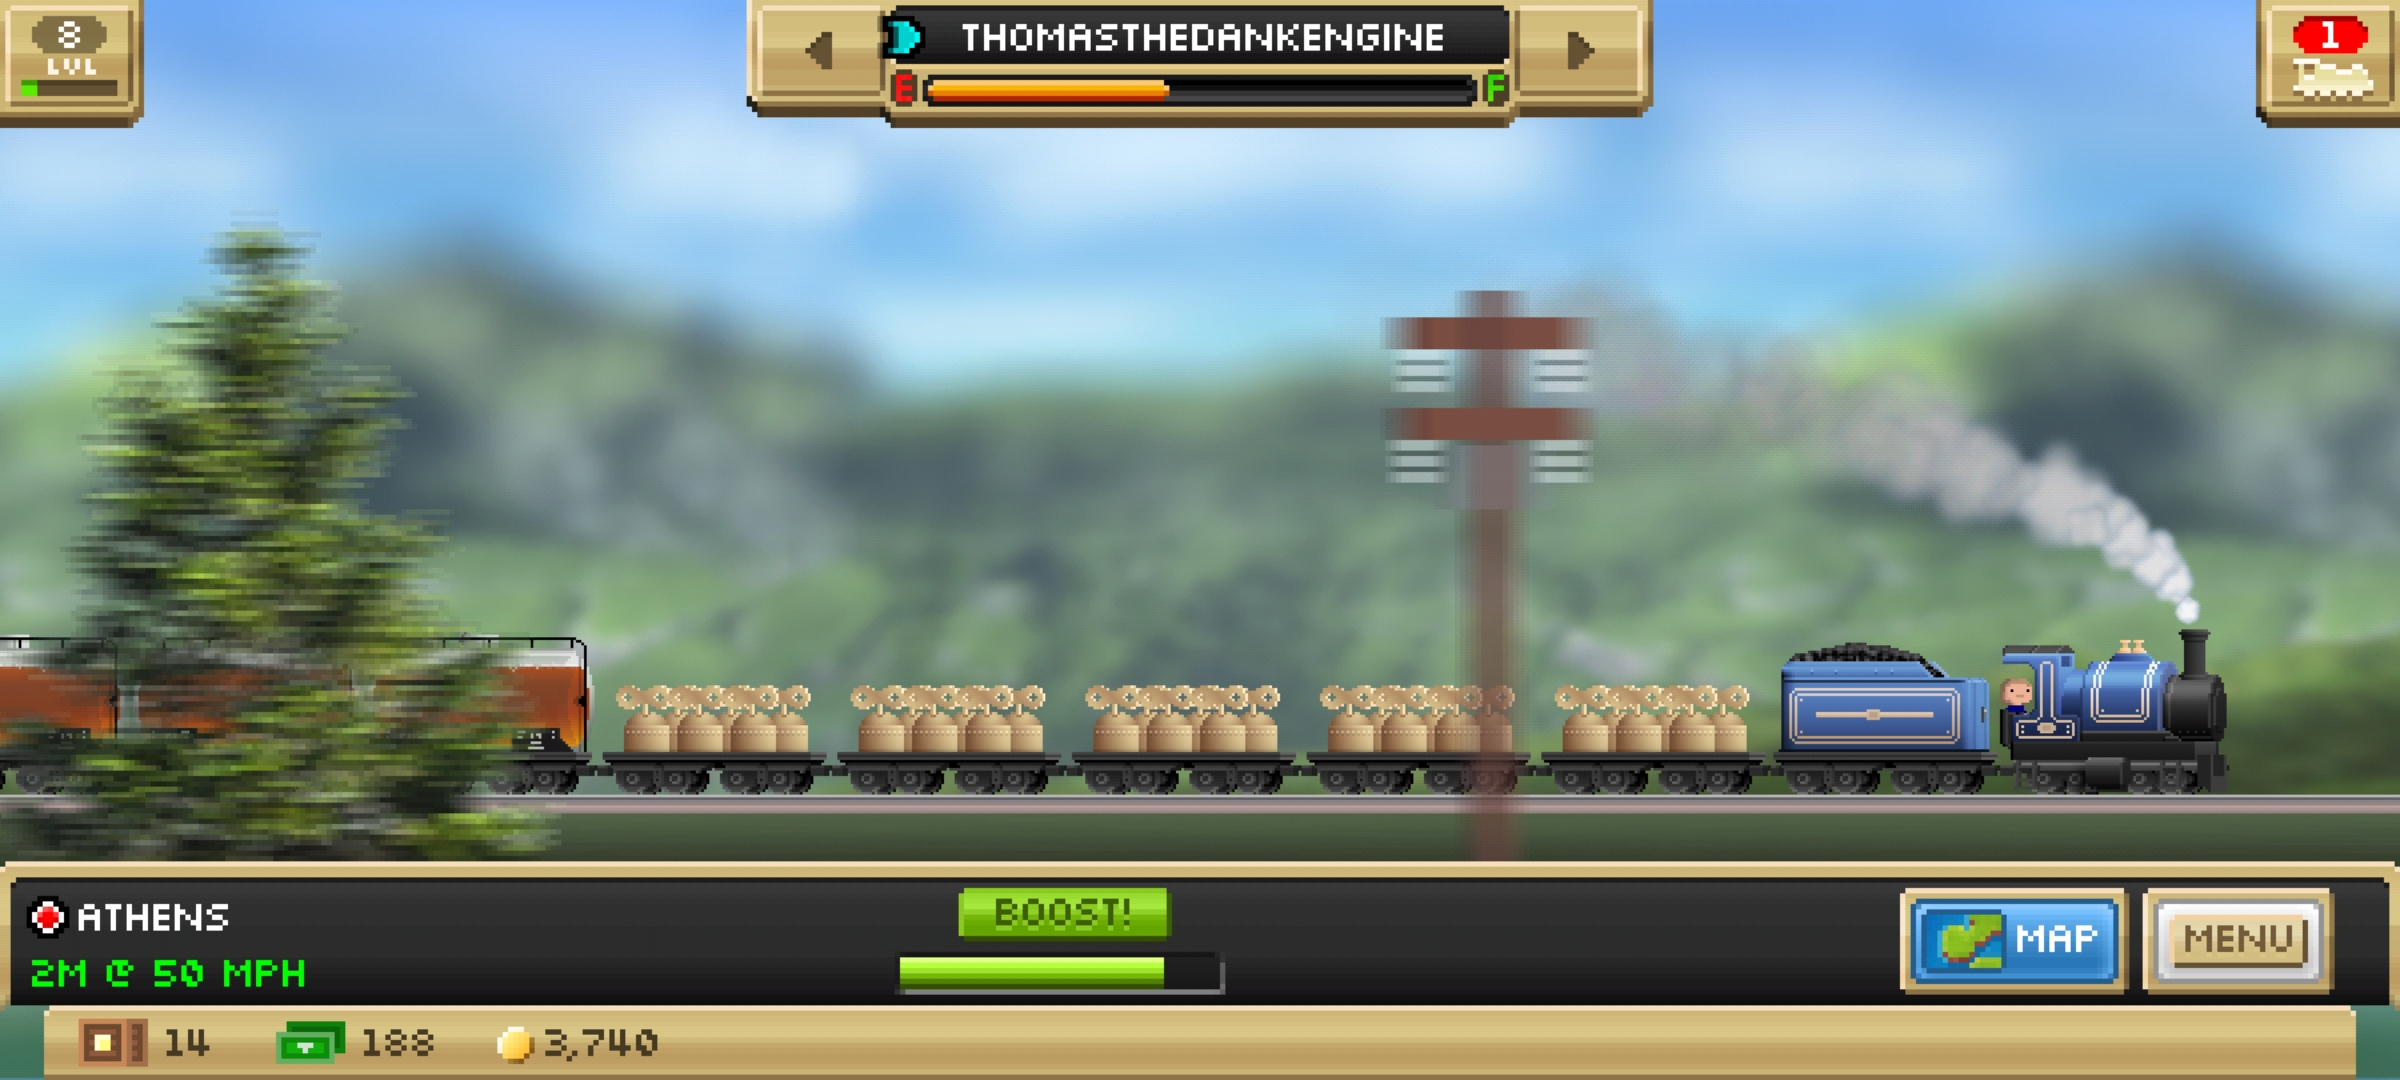 8
LVL
THOMASTHEDANKENGINE
E F
1
ATHENS
2M @ 50 MPH
BOOST!
MAP
MENU
14 188 3,740